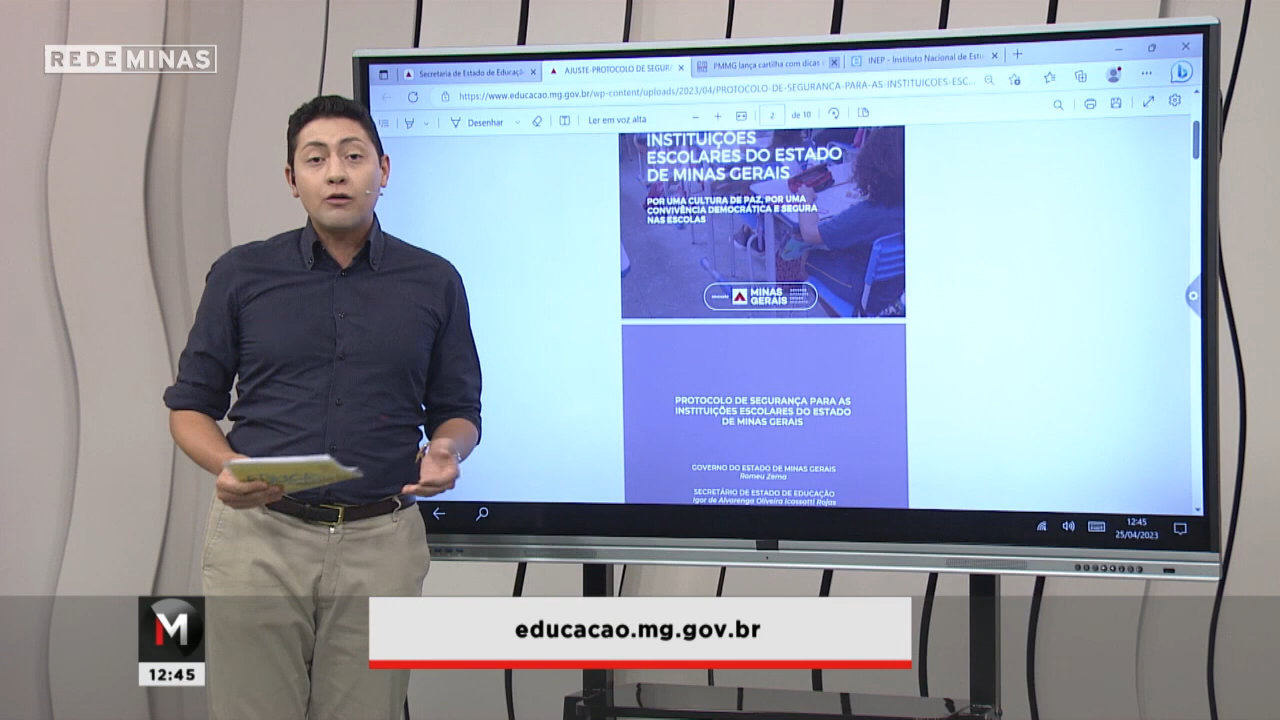 REDE MINAS
Secretaria de Estado de Educação
AJUSTE-PROTOCOLO DE SEGUR
PMMG lança cartilha com dicas
INEP - Instituto Nacional de Estu
https://www.educacao.mg.gov.br/wp-content/uploads/2023/04/PROTOCOLO-DE-SEGURANCA-PARA-AS-INSTITUICOES-ESC...
Desenhar
Ler em voz alta
2
de 10
INSTITUIÇÕES
ESCOLARES DO ESTADO
DE MINAS GERAIS
POR UMA CULTURA DE PAZ, POR UMA
CONVIVÊNCIA DEMOCRÁTICA E SEGURA
NAS ESCOLAS
MINAS
GERAIS
PROTOCOLO DE SEGURANÇA PARA AS
INSTITUIÇÕES ESCOLARES DO ESTADO
DE MINAS GERAIS
GOVERNO DO ESTADO DE MINAS GERAIS
Romeu Zema
SECRETÁRIO DE ESTADO DE EDUCAÇÃO
Igor de Alvarenga Oliveira Icassatti Rojas
12:45
25/04/2023
M
12:45
educacao.mg.gov.br